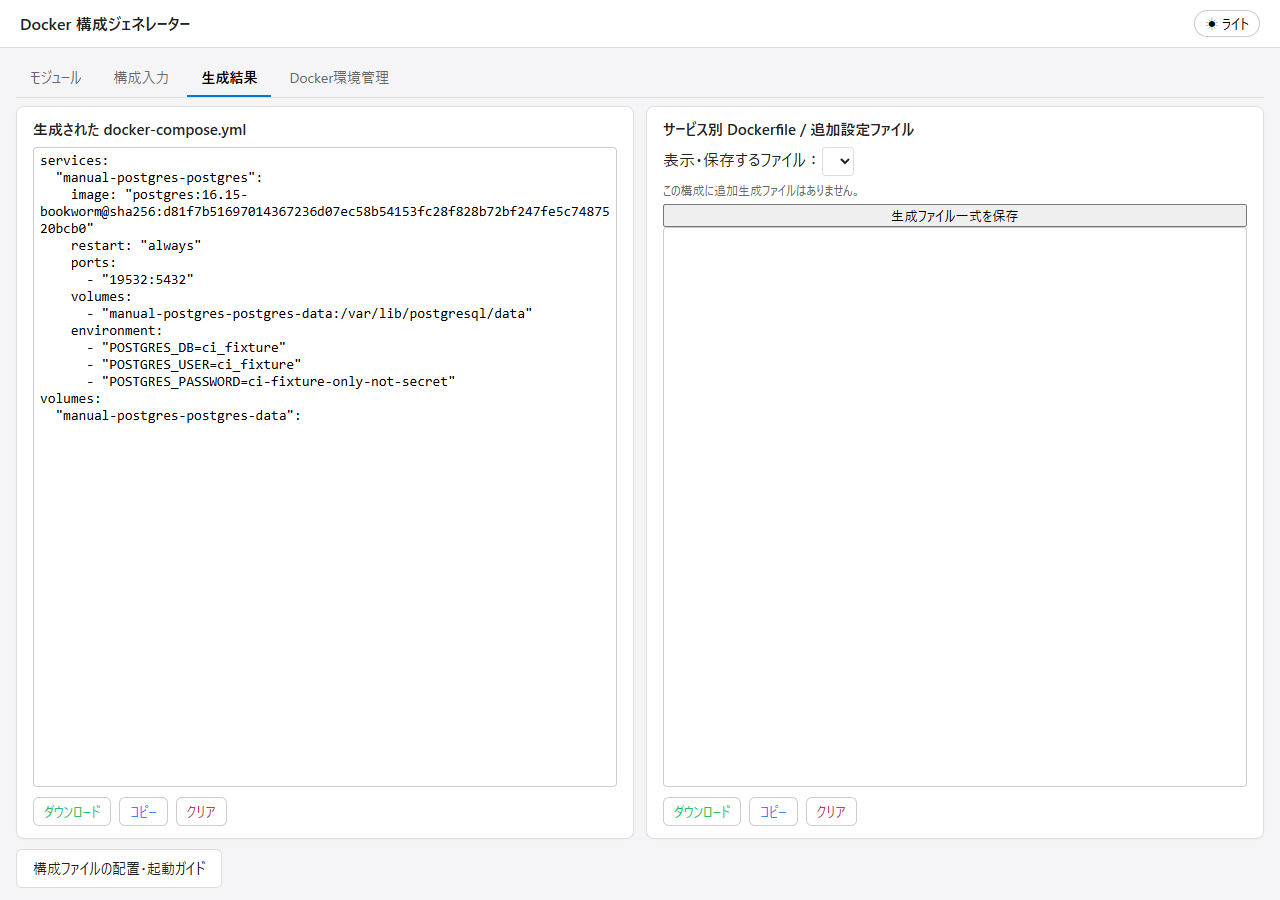 Docker 構成ジェネレーター
ライト
モジュール
構成入力
生成結果
Docker環境管理
生成された docker-compose.yml
services:
  "manual-postgres-postgres":
    image: "postgres:16.15-
bookworm@sha256:d81f7b51697014367236d07ec58b54153fc28f828b72bf247fe5c74875
20bcb0"
    restart: "always"
    ports:
      - "19532:5432"
    volumes:
      - "manual-postgres-postgres-data:/var/lib/postgresql/data"
    environment:
      - "POSTGRES_DB=ci_fixture"
      - "POSTGRES_USER=ci_fixture"
      - "POSTGRES_PASSWORD=ci-fixture-only-not-secret"
volumes:
  "manual-postgres-postgres-data":
ダウンロード
コピー
クリア
サービス別 Dockerfile / 追加設定ファイル
表示・保存するファイル：
この構成に追加生成ファイルはありません。
生成ファイル一式を保存
ダウンロード
コピー
クリア
構成ファイルの配置・起動ガイド